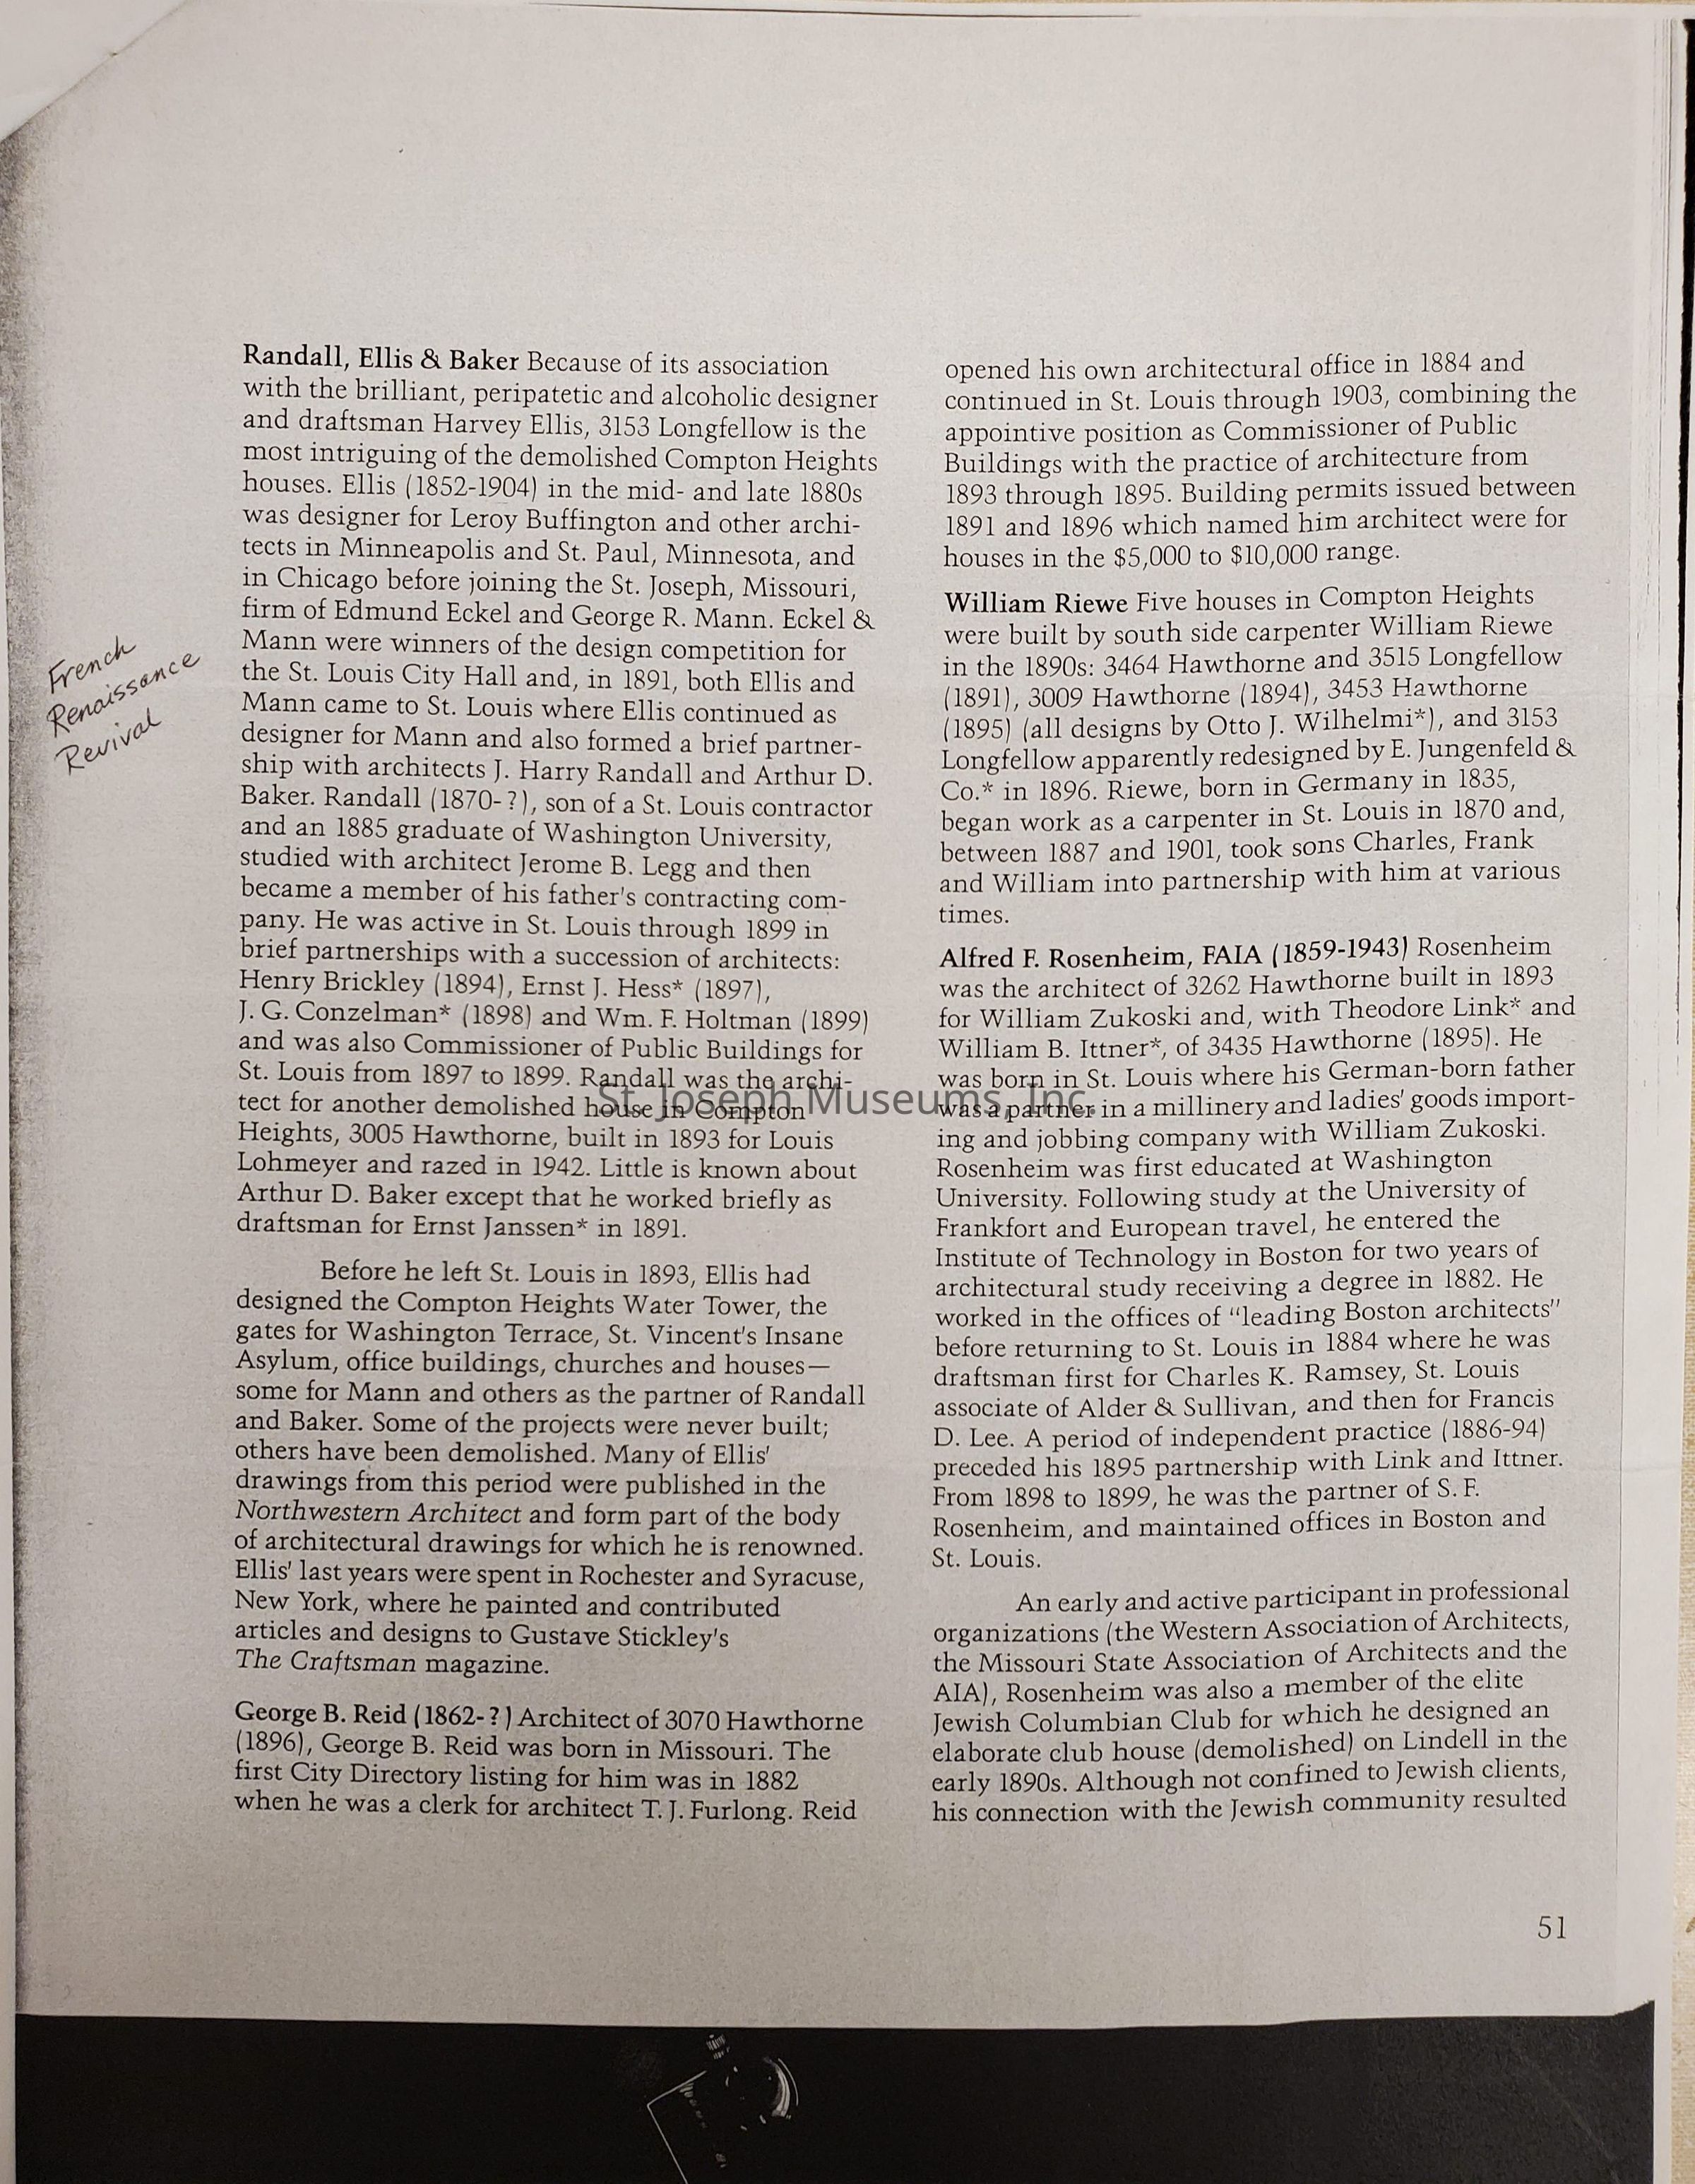 Randall, Ellis & Baker Because of its association
with the brilliant, peripatetic and alcoholic designer
and draftsman Harvey Ellis, 3153 Longfellow is the
most intriguing of the demolished Compton Heights
houses. Ellis (1852-1904) in the mid- and late 1880s
was designer for Leroy Buffington and other archi-
tects in Minneapolis and St. Paul, Minnesota, and
in Chicago before joining the St. Joseph, Missouri,
firm of Edmund Eckel and George R. Mann. Eckel &
Mann were winners of the design competition for
the St. Louis City Hall and, in 1891, both Ellis and
Mann came to St. Louis where Ellis continued as
designer for Mann and also formed a brief partner-
ship with architects J. Harry Randall and Arthur D.
Baker. Randall (1870-?), son of a St. Louis contractor
and an 1885 graduate of Washington University,
studied with architect Jerome B. Legg and then
became a member of his father's contracting com-
pany. He was active in St. Louis through 1899 in
brief partnerships with a succession of architects:
Henry Brickley (1894), Ernst J. Hess* (1897),
J. G. Conzelman* (1898) and Wm. F. Holtman (1899)
and was also Commissioner of Public Buildings for
St. Louis from 1897 to 1899. Randall was the archi-
tect for another demolished house in Compton
Heights, 3005 Hawthorne, built in 1893 for Louis
Lohmeyer and razed in 1942. Little is known about
Arthur D. Baker except that he worked briefly as
draftsman for Ernst Janssen* in 1891.
Before he left St. Louis in 1893, Ellis had
designed the Compton Heights Water Tower, the
gates for Washington Terrace, St. Vincent's Insane
Asylum, office buildings, churches and houses—
some for Mann and others as the partner of Randall
and Baker. Some of the projects were never built;
others have been demolished. Many of Ellis'
drawings from this period were published in the
Northwestern Architect and form part of the body
of architectural drawings for which he is renowned.
Ellis' last years were spent in Rochester and Syracuse,
New York, where he painted and contributed
articles and designs to Gustave Stickley's
The Craftsman magazine.
George B. Reid (1862-?) Architect of 3070 Hawthorne
(1896), George B. Reid was born in Missouri. The
first City Directory listing for him was in 1882
when he was a clerk for architect T. J. Furlong. Reid
opened his own architectural office in 1884 and
continued in St. Louis through 1903, combining the
appointive position as Commissioner of Public
Buildings with the practice of architecture from
1893 through 1895. Building permits issued between
1891 and 1896 which named him architect were for
houses in the $5,000 to $10,000 range.
William Riewe Five houses in Compton Heights
were built by south side carpenter William Riewe
in the 1890s: 3464 Hawthorne and 3515 Longfellow
(1891), 3009 Hawthorne (1894), 3453 Hawthorne
(1895) (all designs by Otto J. Wilhelmi*), and 3153
Longfellow apparently redesigned by E. Jungenfeld &
Co.* in 1896. Riewe, born in Germany in 1835,
began work as a carpenter in St. Louis in 1870 and,
between 1887 and 1901, took sons Charles, Frank
and William into partnership with him at various
times.
Alfred F. Rosenheim, FAIA (1859-1943) Rosenheim
was the architect of 3262 Hawthorne built in 1893
for William Zukoski and, with Theodore Link* and
William B. Ittner*, of 3435 Hawthorne (1895). He
was born in St. Louis where his German-born father
was a partner in a millinery and ladies' goods import-
ing and jobbing company with William Zukoski.
Rosenheim was first educated at Washington
University. Following study at the University of
Frankfort and European travel, he entered the
Institute of Technology in Boston for two years of
architectural study receiving a degree in 1882. He
worked in the offices of "leading Boston architects"
before returning to St. Louis in 1884 where he was
draftsman first for Charles K. Ramsey, St. Louis
associate of Alder & Sullivan, and then for Francis
D. Lee. A period of independent practice (1886-94)
preceded his 1895 partnership with Link and Ittner.
From 1898 to 1899, he was the partner of S. F.
Rosenheim, and maintained offices in Boston and
St. Louis.
An early and active participant in professional
organizations (the Western Association of Architects,
the Missouri State Association of Architects and the
AIA), Rosenheim was also a member of the elite
Jewish Columbian Club for which he designed an
elaborate club house (demolished) on Lindell in the
early 1890s. Although not confined to Jewish clients,
his connection with the Jewish community resulted
51
French
Renaissance
Revival
St. Joseph Museums, Inc.